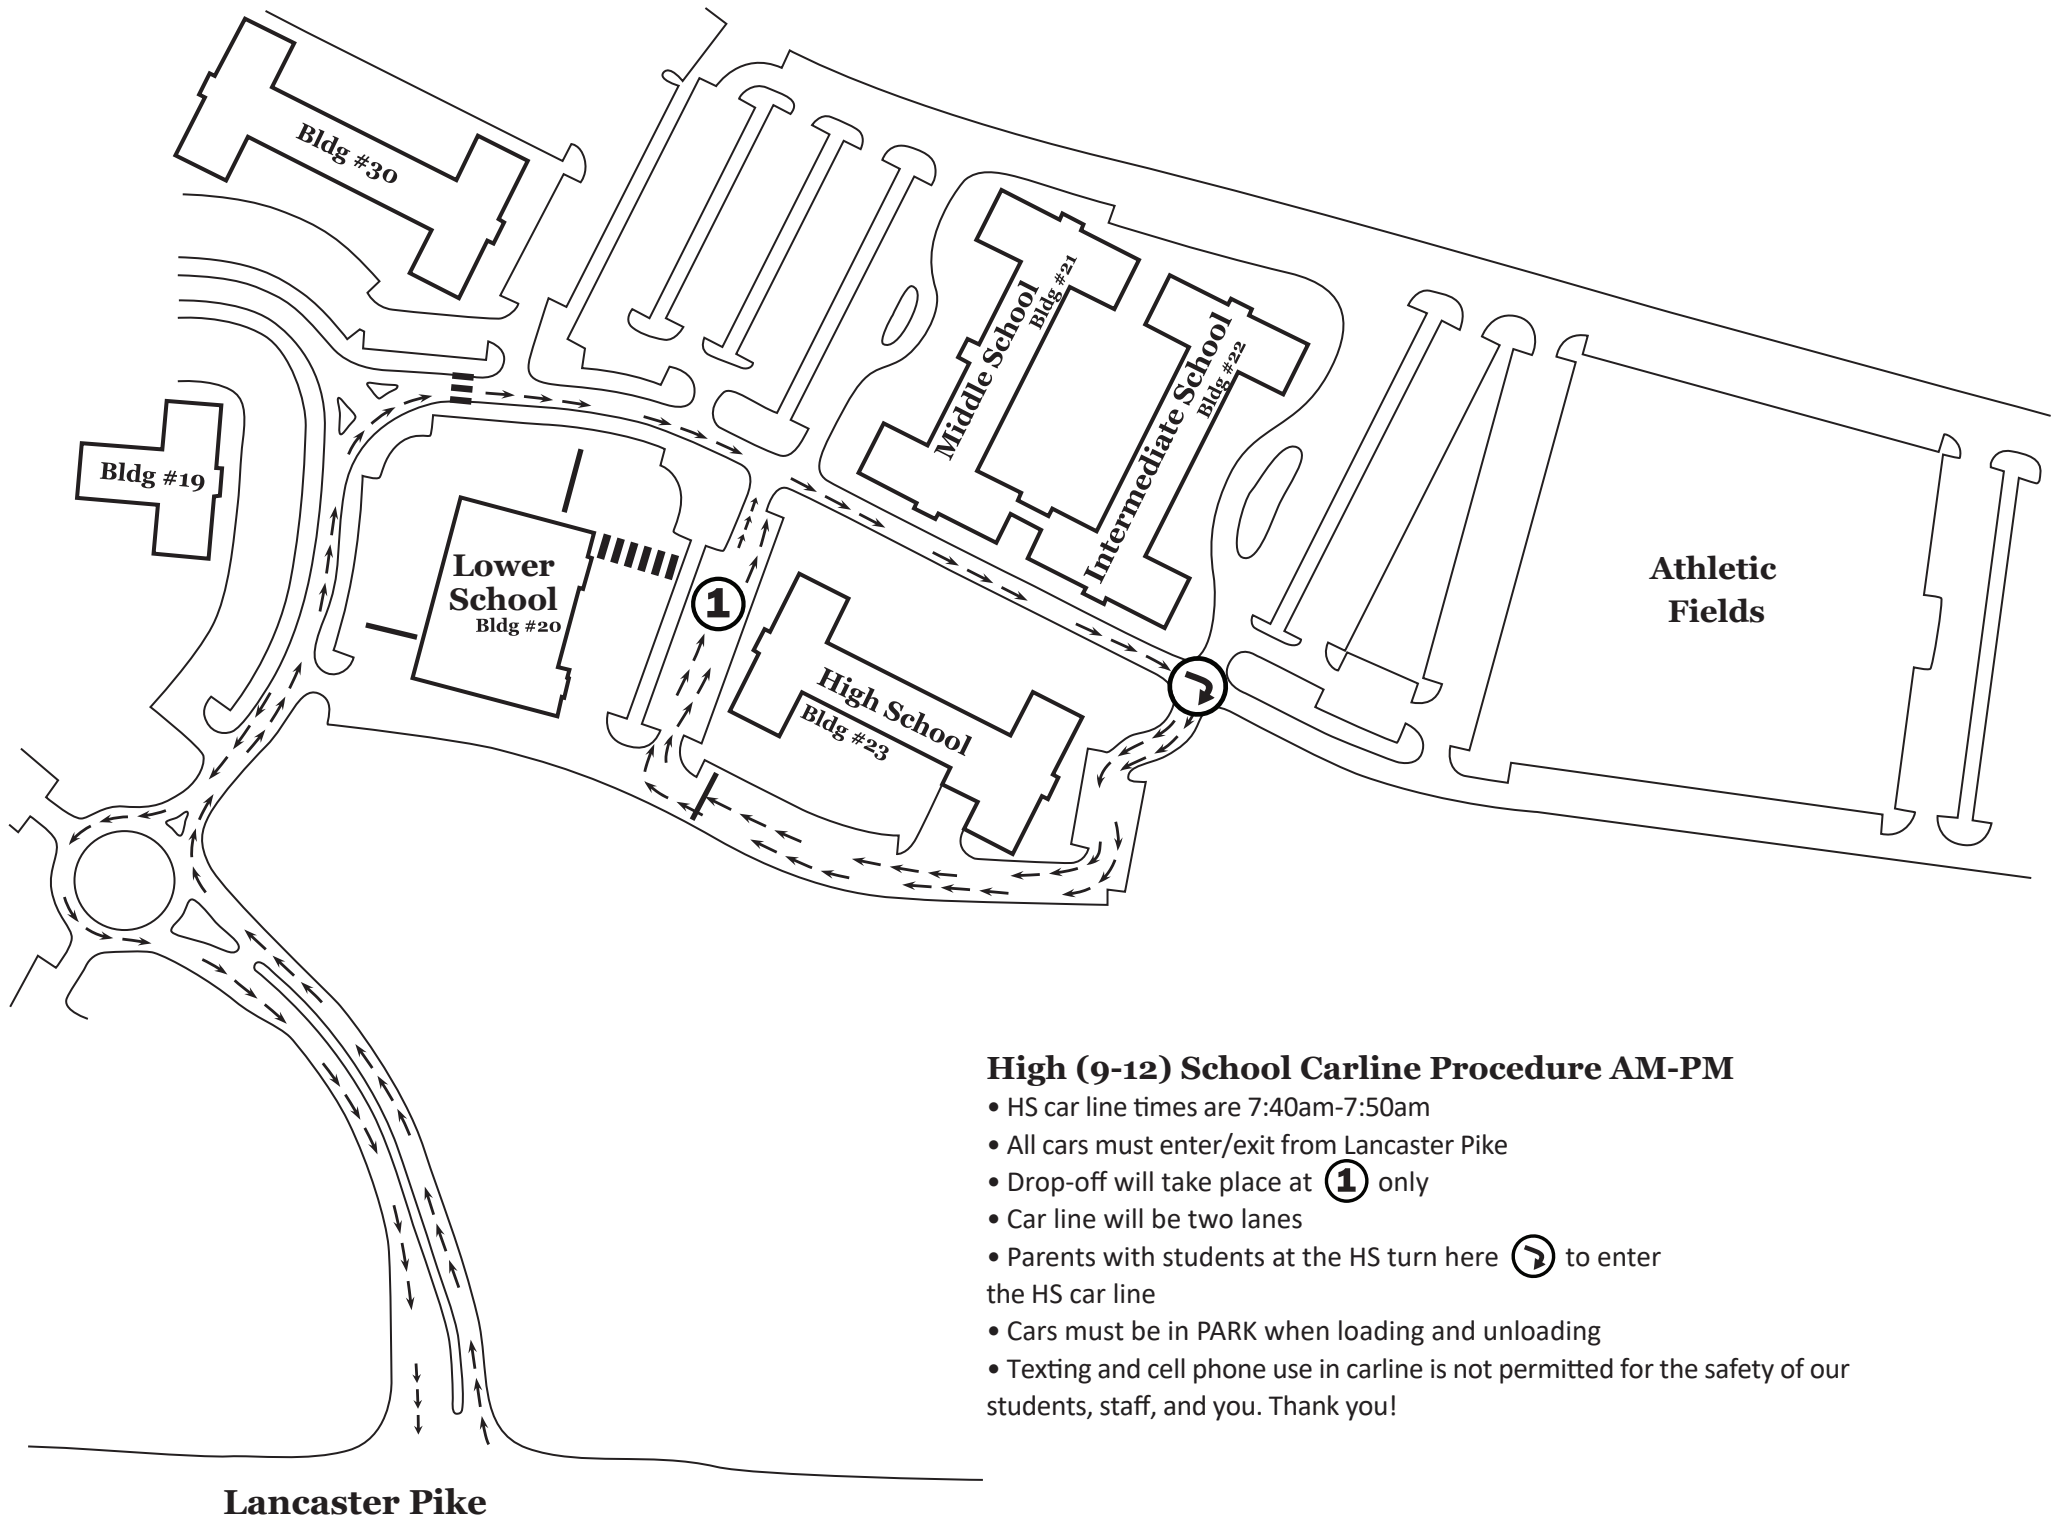 Bldg #30
Middle School
Bldg #21
Intermediate School
Bldg #22
Bldg #19
Lower
School
Bldg #20
1
High School
Bldg #23
Athletic
Fields
High (9-12) School Carline Procedure AM-PM
• HS car line times are 7:40am-7:50am
• All cars must enter/exit from Lancaster Pike
• Drop-off will take place at 1 only
• Car line will be two lanes
• Parents with students at the HS turn here to enter
the HS car line
• Cars must be in PARK when loading and unloading
• Texting and cell phone use in carline is not permitted for the safety of our
students, staff, and you. Thank you!
Lancaster Pike